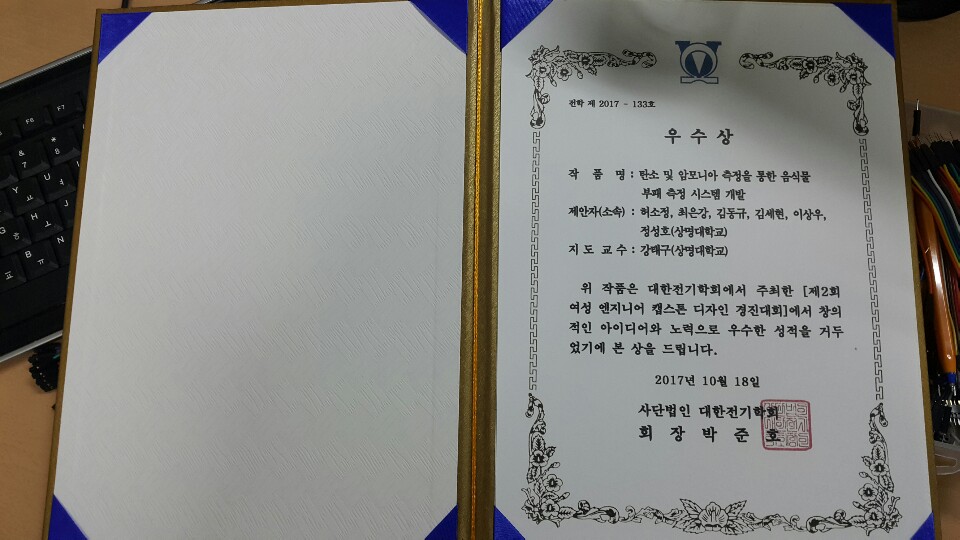 전학 제 2017 - 133호
우 수 상
작 품 명 : 탄소 및 암모니아 측정을 통한 음식물
부패 측정 시스템 개발
제안자(소속) : 허소정, 최은강, 김동규, 김세현, 이상우,
정성호(상명대학교)
지 도 교 수 : 강태구(상명대학교)
위 작품은 대한전기학회에서 주최한 [제2회
여성 엔지니어 캡스톤 디자인 경진대회]에서 창의
적인 아이디어와 노력으로 우수한 성적을 거두
었기에 본 상을 드립니다.
2017년 10월 18일
사단법인 대한전기학회
회 장 박 준 호
F6
F7
&
7
*
8
Y
U
G
H
J